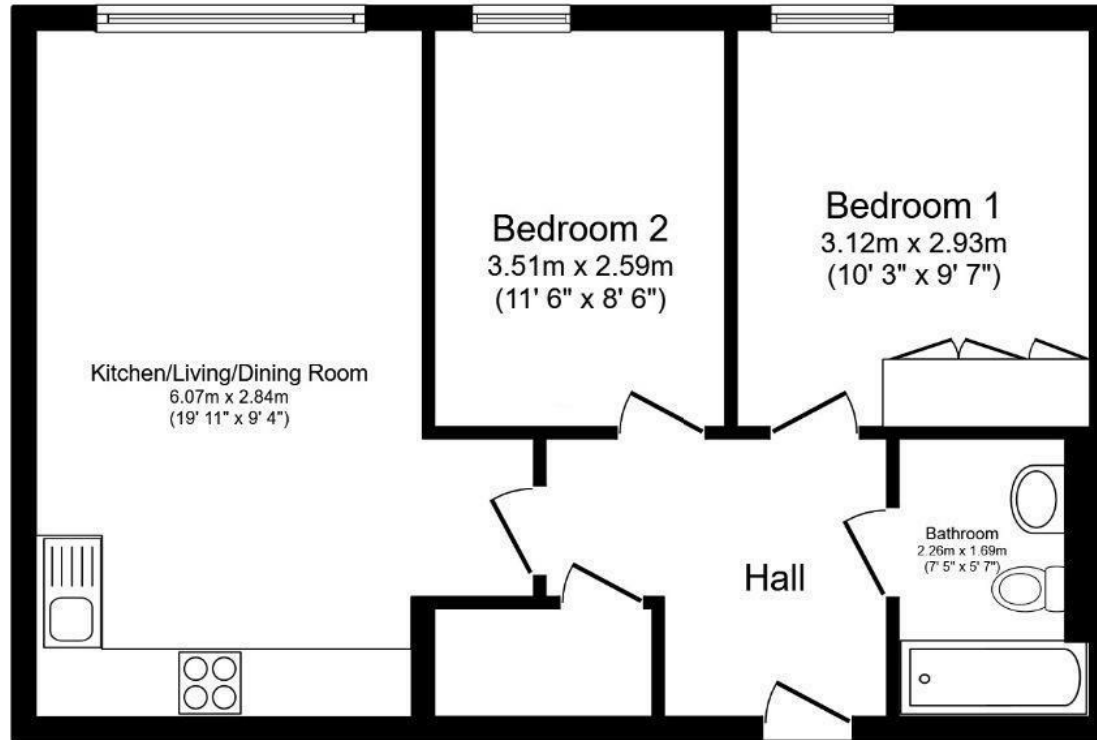 Kitchen/Living/Dining Room
6.07m x 2.84m
(19' 11" x 9' 4")
Bedroom 2
3.51m x 2.59m
(11' 6" x 8' 6")
Bedroom 1
3.12m x 2.93m
(10' 3" x 9' 7")
Hall
Bathroom
2.26m x 1.69m
(7' 5" x 5' 7")